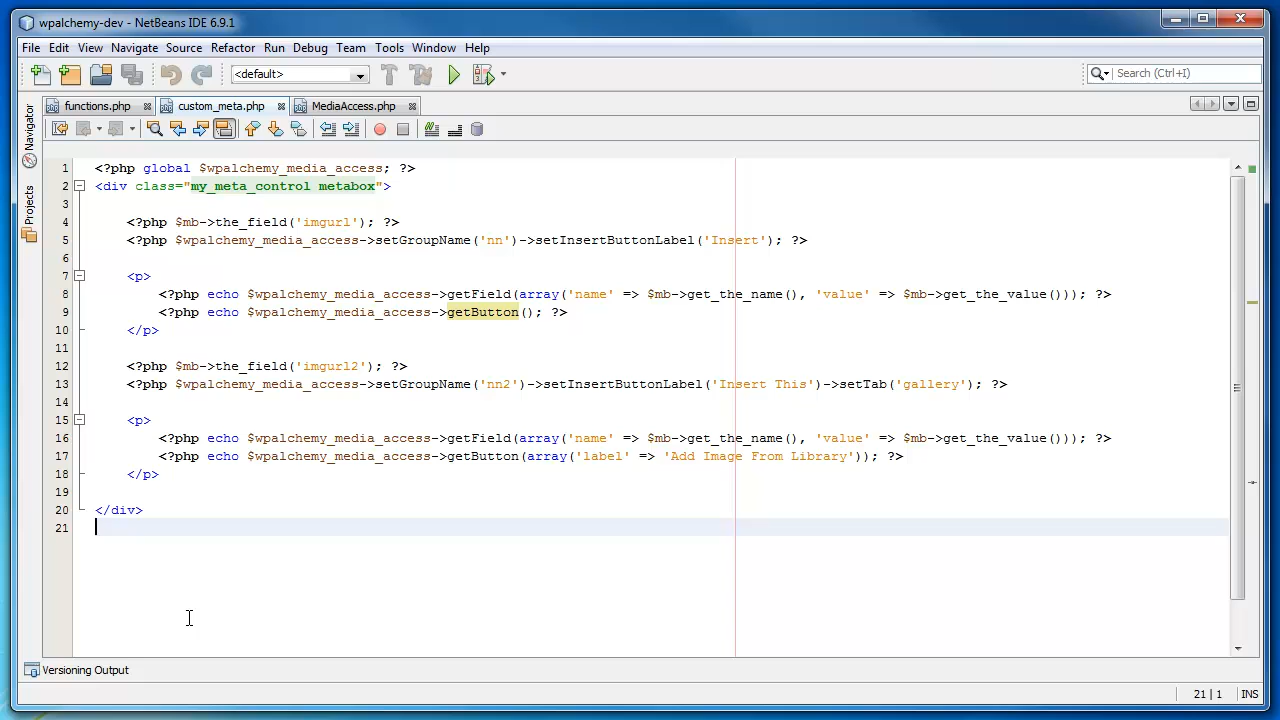 wpalchemy-dev - NetBeans IDE 6.9.1
File Edit View Navigate Source Refactor Run Debug Team Tools Window Help
<default>
Search (Ctrl+I)
functions.php custom_meta.php MediaAccess.php
Navigator
Projects
1 <?php global $wpalchemy_media_access; ?>
2 <div class="my_meta_control metabox">
3
4 <?php $mb->the_field('imgurl'); ?>
5 <?php $wpalchemy_media_access->setGroupName('nn')->setInsertButtonLabel('Insert'); ?>
6
7 <p>
8 <?php echo $wpalchemy_media_access->getField(array('name' => $mb->get_the_name(), 'value' => $mb->get_the_value())); ?>
9 <?php echo $wpalchemy_media_access->getButton(); ?>
10 </p>
11
12 <?php $mb->the_field('imgurl2'); ?>
13 <?php $wpalchemy_media_access->setGroupName('nn2')->setInsertButtonLabel('Insert This')->setTab('gallery'); ?>
14
15 <p>
16 <?php echo $wpalchemy_media_access->getField(array('name' => $mb->get_the_name(), 'value' => $mb->get_the_value())); ?>
17 <?php echo $wpalchemy_media_access->getButton(array('label' => 'Add Image From Library')); ?>
18 </p>
19
20 </div>
21
Versioning Output
21 | 1 INS